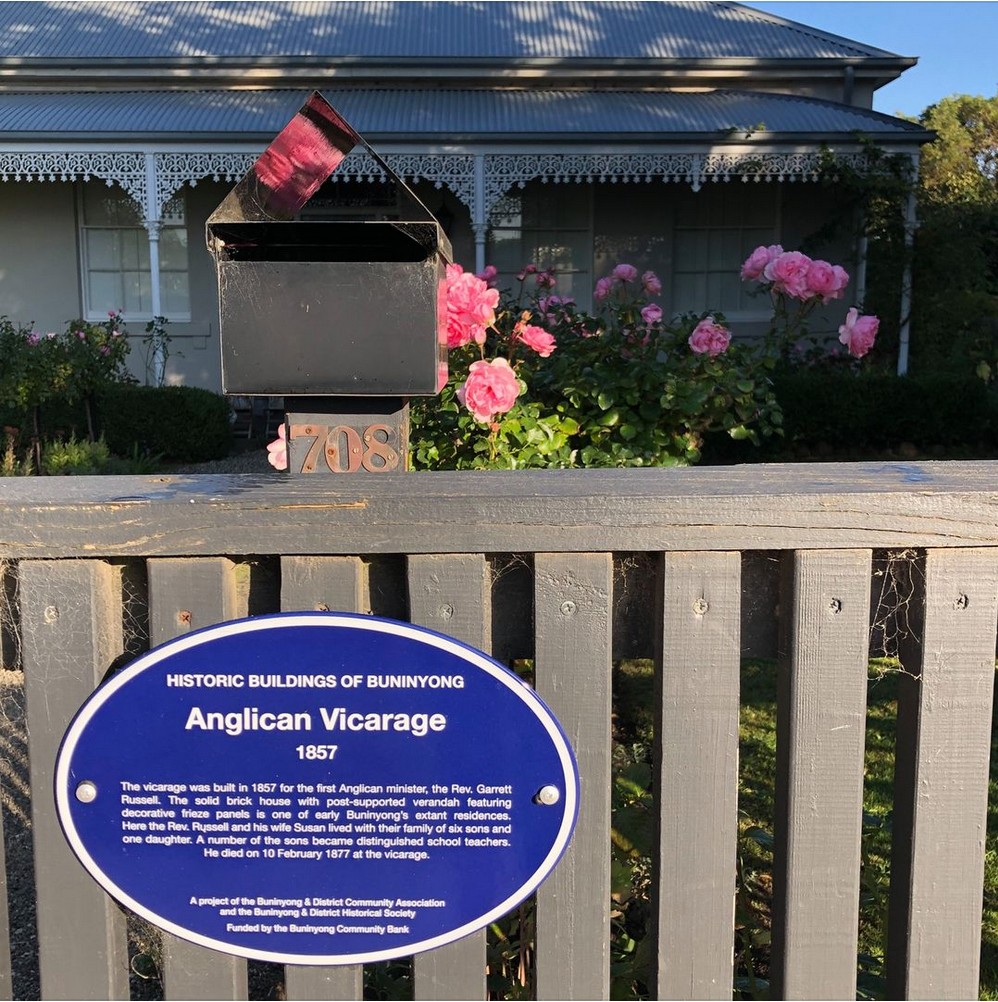 708
HISTORIC BUILDINGS OF BUNINYONG
Anglican Vicarage
1857
The vicarage was built in 1857 for the first Anglican minister, the Rev. Garrett
Russell. The solid brick house with post-supported verandah featuring
decorative frieze panels is one of early Buninyong's extant residences.
Here the Rev. Russell and his wife Susan lived with their family of six sons and
one daughter. A number of the sons became distinguished school teachers.
He died on 10 February 1877 at the vicarage.
A project of the Buninyong & District Community Association
and the Buninyong & District Historical Society
Funded by the Buninyong Community Bank